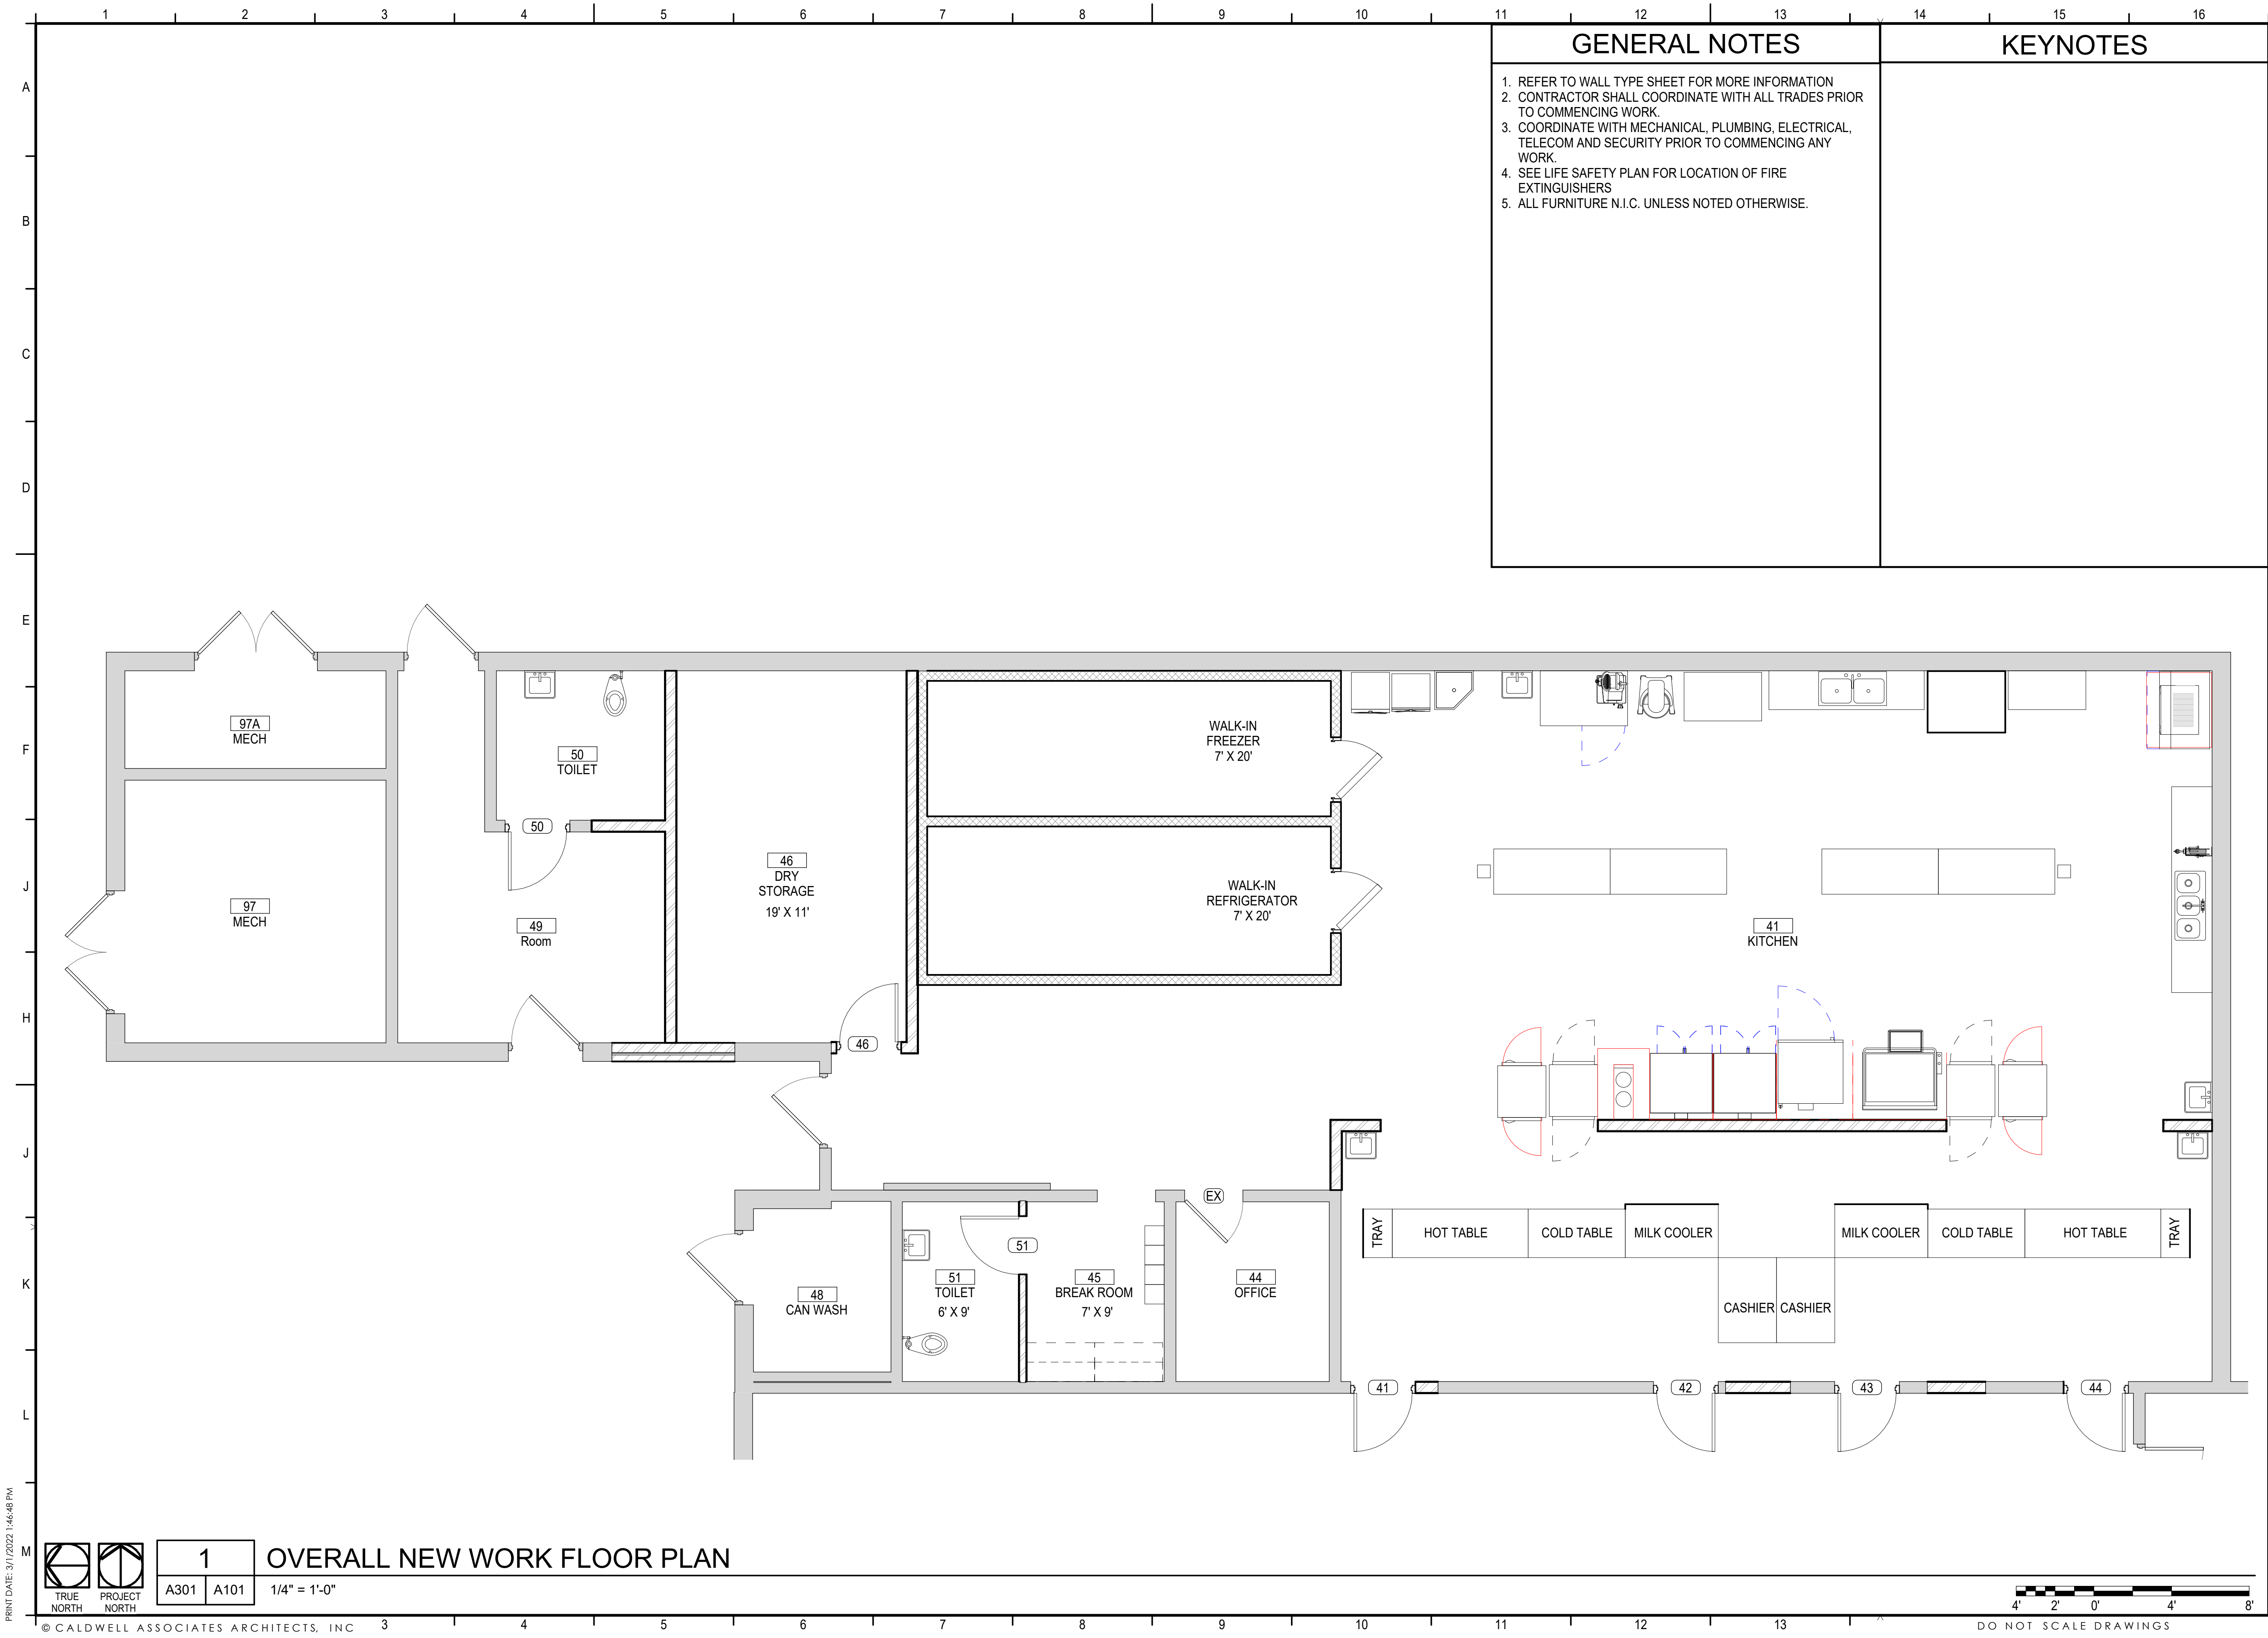 1 2 3 4 5 6 7 8 9 10 11 12 13 14 15 16
GENERAL NOTES
KEYNOTES
1. REFER TO WALL TYPE SHEET FOR MORE INFORMATION
2. CONTRACTOR SHALL COORDINATE WITH ALL TRADES PRIOR
TO COMMENCING WORK.
3. COORDINATE WITH MECHANICAL, PLUMBING, ELECTRICAL,
TELECOM AND SECURITY PRIOR TO COMMENCING ANY
WORK.
4. SEE LIFE SAFETY PLAN FOR LOCATION OF FIRE
EXTINGUISHERS
5. ALL FURNITURE N.I.C. UNLESS NOTED OTHERWISE.
A
B
C
D
E
F
J
H
J
K
L
M
97A
MECH
50
TOILET
50
WALK-IN
FREEZER
7' X 20'
46
DRY
STORAGE
19' X 11'
WALK-IN
REFRIGERATOR
7' X 20'
97
MECH
49
Room
41
KITCHEN
46
EX
51
48
CAN WASH
51
TOILET
6' X 9'
45
BREAK ROOM
7' X 9'
44
OFFICE
TRAY
HOT TABLE
COLD TABLE
MILK COOLER
MILK COOLER
COLD TABLE
HOT TABLE
TRAY
CASHIER
CASHIER
41
42
43
44
TRUE
NORTH
PROJECT
NORTH
1
A301
A101
OVERALL NEW WORK FLOOR PLAN
1/4" = 1'-0"
4' 2' 0' 4' 8'
3 4 5 6 7 8 9 10 11 12 13
PRINT DATE: 3/1/2022 1:46:48 PM
© CALDWELL ASSOCIATES ARCHITECTS, INC
DO NOT SCALE DRAWINGS